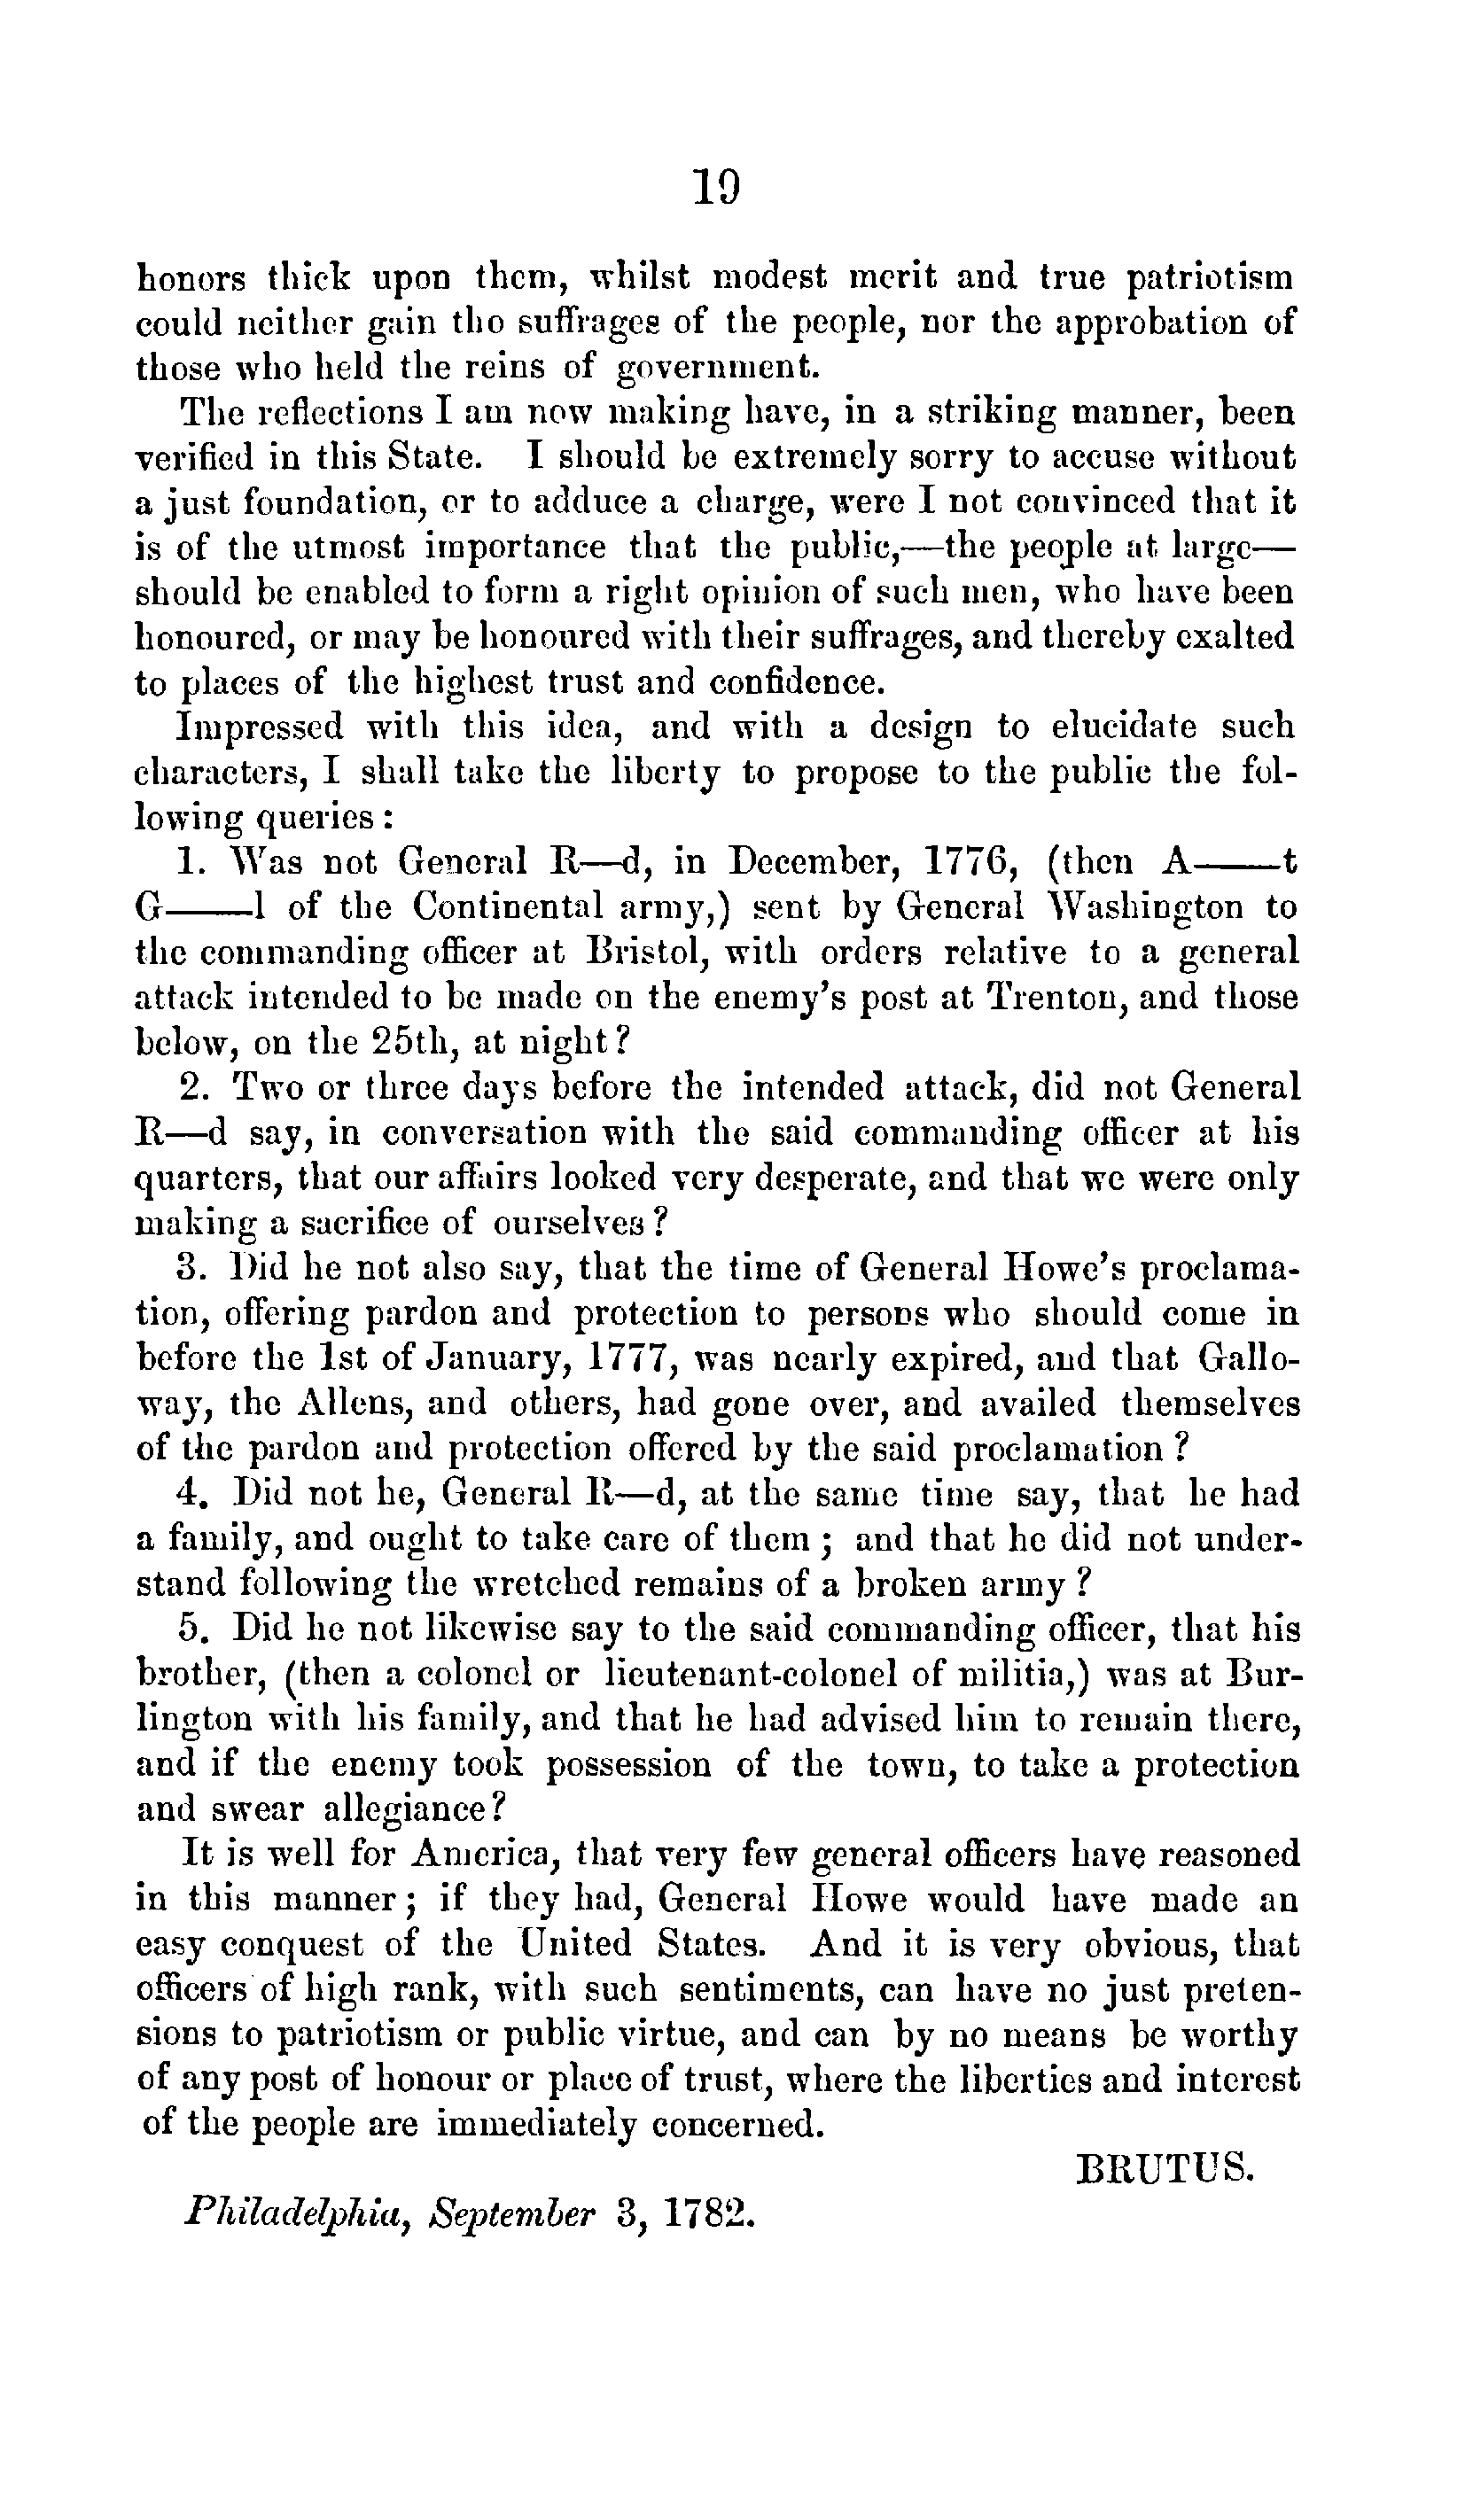 19
honors thick upon them, whilst modest merit and true patriotism
could neither gain the suffrages of the people, nor the approbation of
those who held the reins of government.
The reflections I am now making have, in a striking manner, been
verified in this State. I should be extremely sorry to accuse without
a just foundation, or to adduce a charge, were I not convinced that it
is of the utmost importance that the public,—the people at large—
should be enabled to form a right opinion of such men, who have been
honoured, or may be honoured with their suffrages, and thereby exalted
to places of the highest trust and confidence.
Impressed with this idea, and with a design to elucidate such
characters, I shall take the liberty to propose to the public the fol-
lowing queries:
1. Was not General R—d, in December, 1776, (then A——t
G——l of the Continental army,) sent by General Washington to
the commanding officer at Bristol, with orders relative to a general
attack intended to be made on the enemy's post at Trenton, and those
below, on the 25th, at night?
2. Two or three days before the intended attack, did not General
R—d say, in conversation with the said commanding officer at his
quarters, that our affairs looked very desperate, and that we were only
making a sacrifice of ourselves?
3. Did he not also say, that the time of General Howe's proclama-
tion, offering pardon and protection to persons who should come in
before the 1st of January, 1777, was nearly expired, and that Gallo-
way, the Allens, and others, had gone over, and availed themselves
of the pardon and protection offered by the said proclamation?
4. Did not he, General R—d, at the same time say, that he had
a family, and ought to take care of them; and that he did not under-
stand following the wretched remains of a broken army?
5. Did he not likewise say to the said commanding officer, that his
brother, (then a colonel or lieutenant-colonel of militia,) was at Bur-
lington with his family, and that he had advised him to remain there,
and if the enemy took possession of the town, to take a protection
and swear allegiance?
It is well for America, that very few general officers have reasoned
in this manner; if they had, General Howe would have made an
easy conquest of the United States. And it is very obvious, that
officers of high rank, with such sentiments, can have no just preten-
sions to patriotism or public virtue, and can by no means be worthy
of any post of honour or place of trust, where the liberties and interest
of the people are immediately concerned.
BRUTUS.
Philadelphia, September 3, 1782.